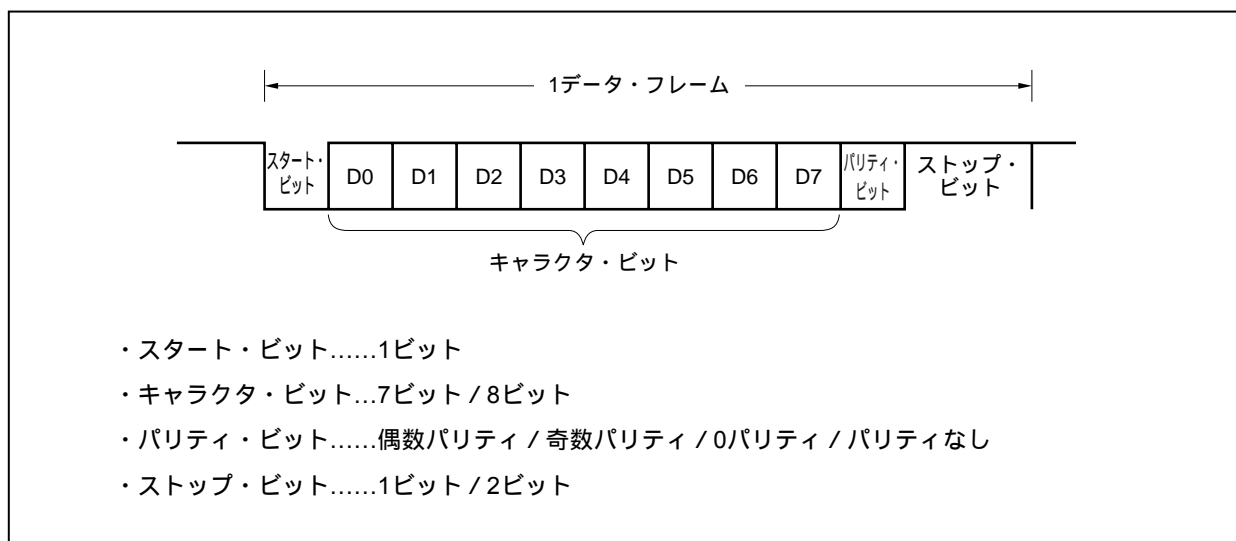 1データ・フレーム
スタート・
ビット
D0 D1 D2 D3 D4 D5 D6 D7
パリティ・
ビット
ストップ・
ビット
キャラクタ・ビット
・スタート・ビット……1ビット
・キャラクタ・ビット…7ビット / 8ビット
・パリティ・ビット……偶数パリティ / 奇数パリティ / 0パリティ / パリティなし
・ストップ・ビット……1ビット / 2ビット